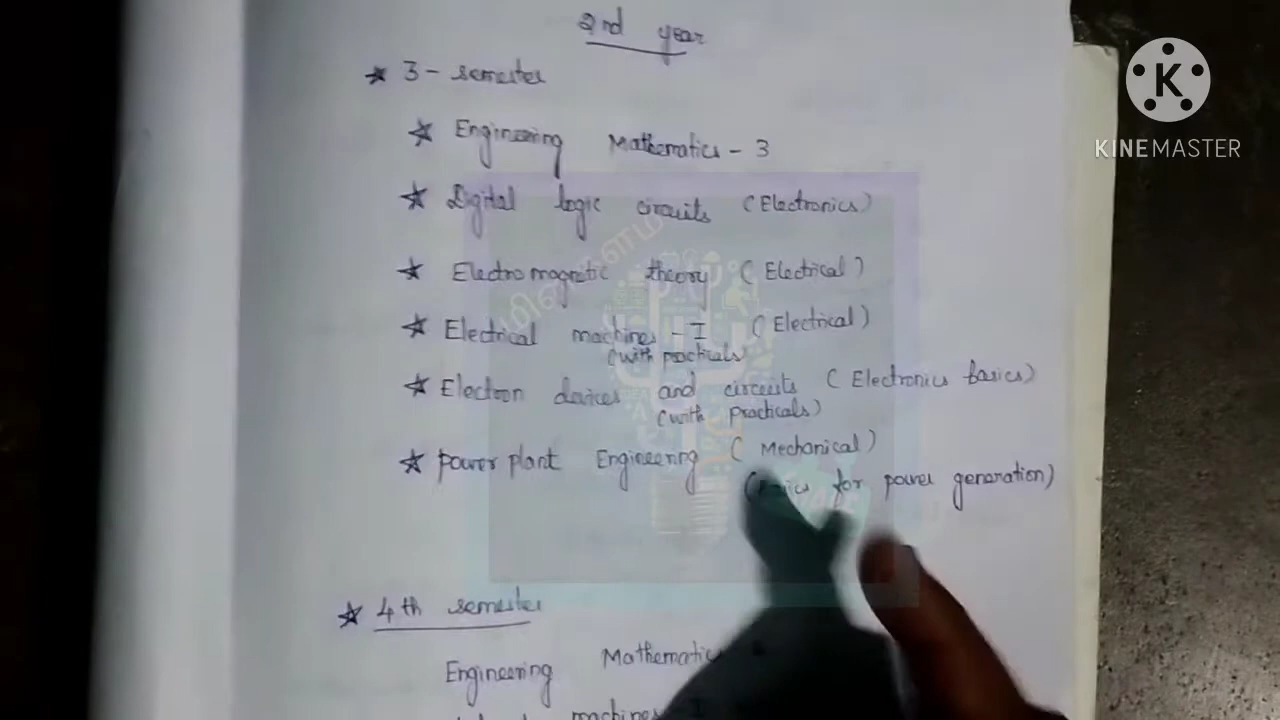 2nd year
3 - semester
Engineering Mathematics - 3
Digital logic circuits (Electronics)
Electromagnetic theory (Electrical)
Electrical machines - I (Electrical)
(with practicals
Electron devices and circuits (Electronics basics)
(with practicals)
Power plant Engineering (Mechanical)
for power generation)
4th semester
Engineering Mathematics
machines I
K
KINEMASTER